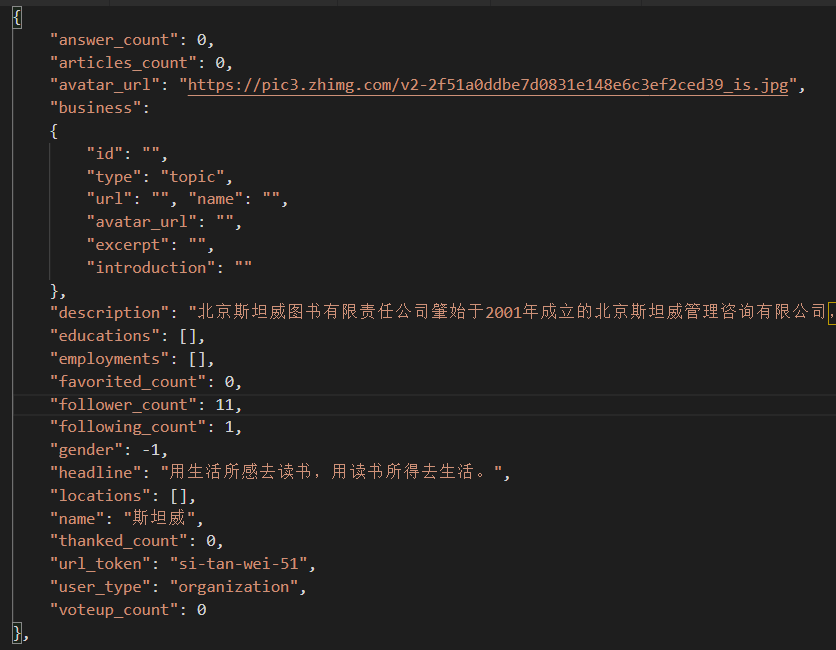 {
"answer_count": 0,
"articles_count": 0,
"avatar_url": "https://pic3.zhimg.com/v2-2f51a0ddbe7d0831e148e6c3ef2ced39_is.jpg",
"business":
{
"id": "",
"type": "topic",
"url": "", "name": "",
"avatar_url": "",
"excerpt": "",
"introduction": ""
},
"description": "北京斯坦威图书有限责任公司肇始于2001年成立的北京斯坦威管理咨询有限公司，
"educations": [],
"employments": [],
"favorited_count": 0,
"follower_count": 11,
"following_count": 1,
"gender": -1,
"headline": "用生活所感去读书，用读书所得去生活。",
"locations": [],
"name": "斯坦威",
"thanked_count": 0,
"url_token": "si-tan-wei-51",
"user_type": "organization",
"voteup_count": 0
},